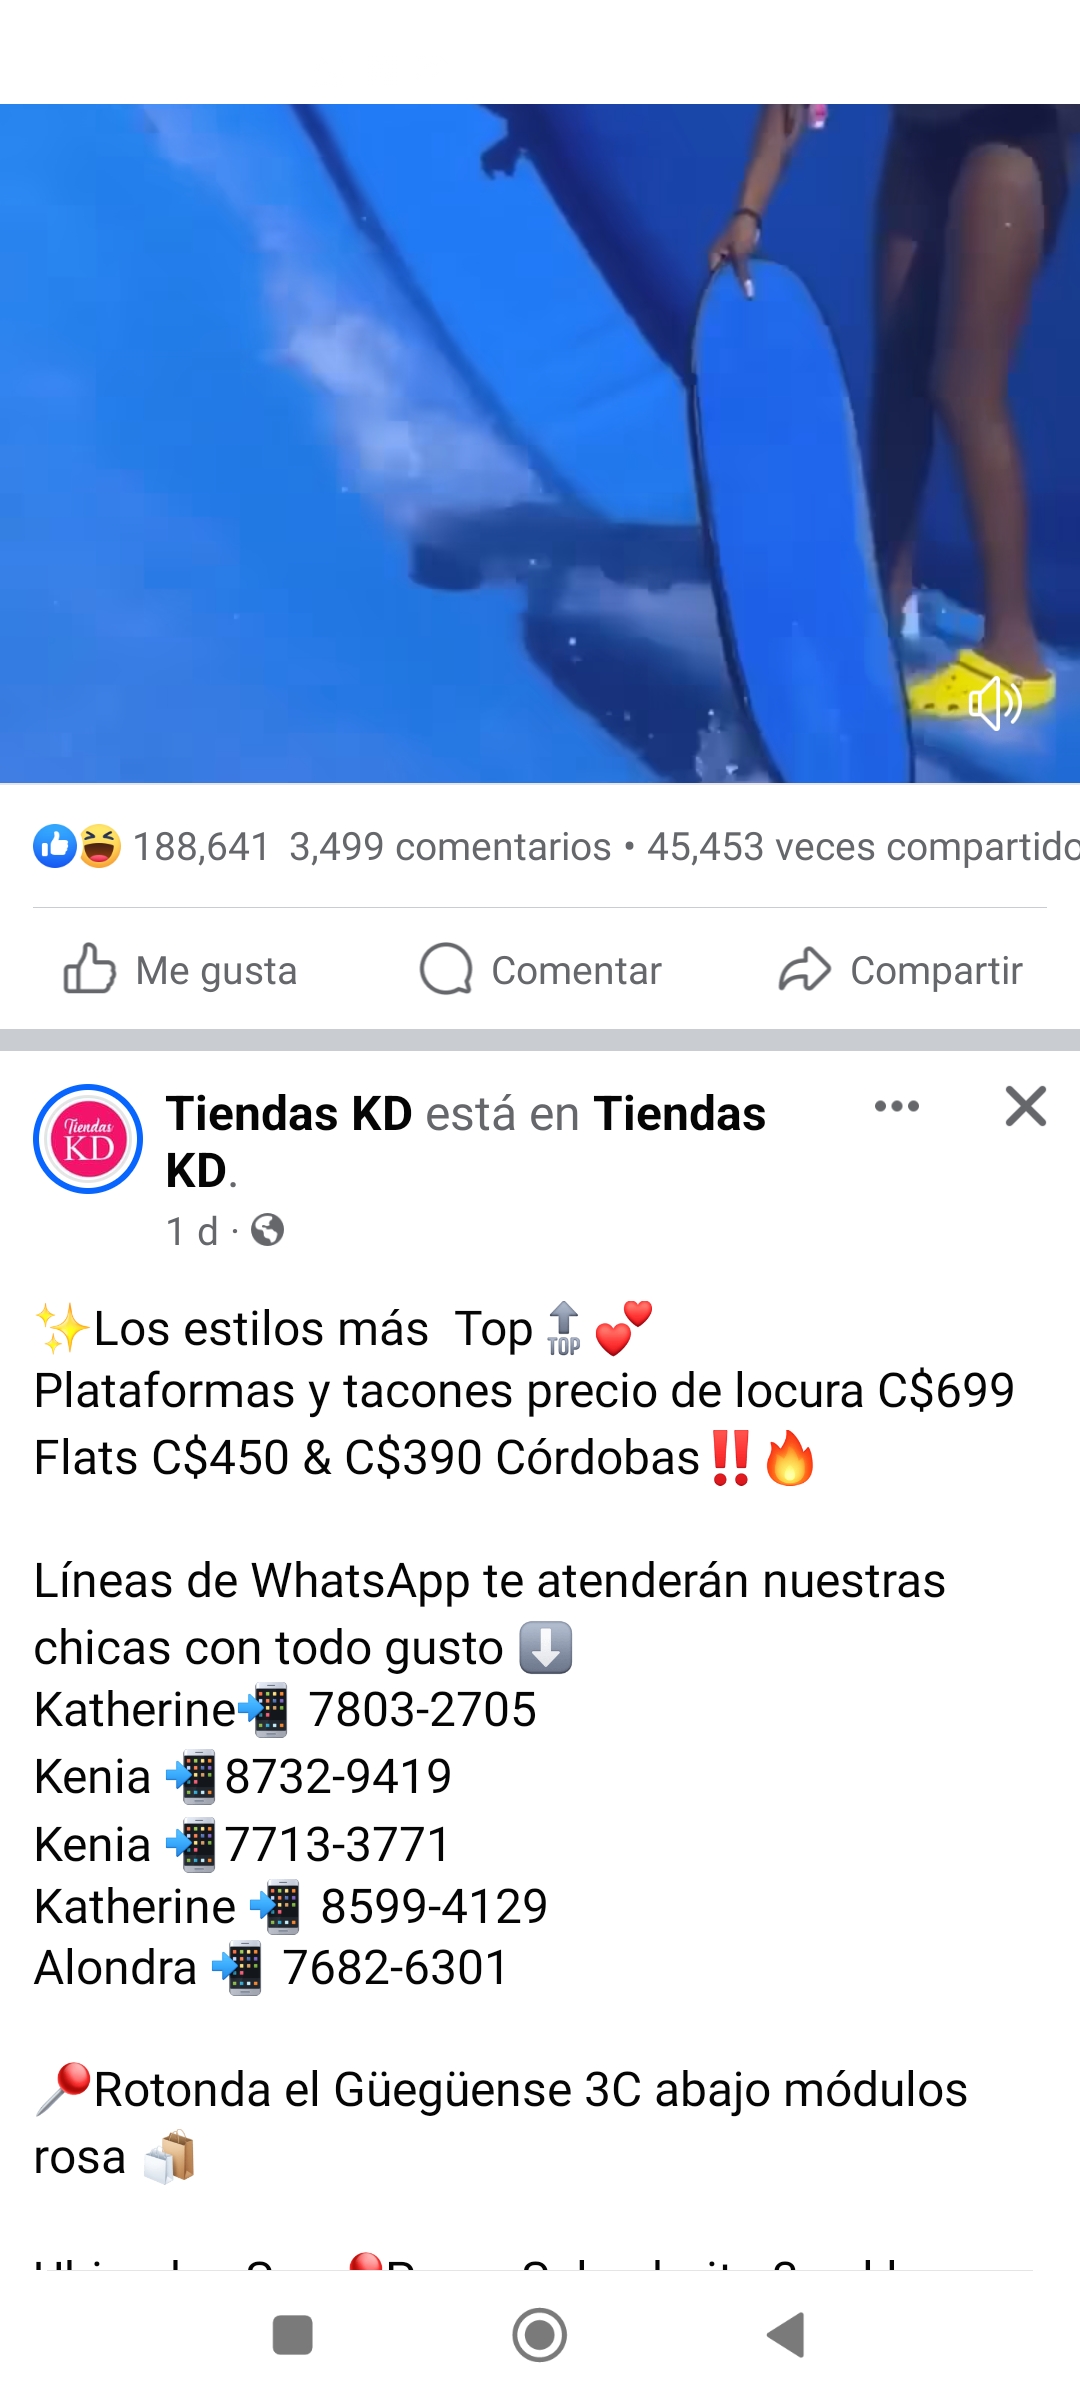 188,641 3,499 comentarios • 45,453 veces compartido
Me gusta Comentar Compartir
Tiendas KD
Tiendas KD está en Tiendas
KD.
1 d ·
✨Los estilos más Top🔝💕
Plataformas y tacones precio de locura C$699
Flats C$450 & C$390 Córdobas‼️🔥
Líneas de WhatsApp te atenderán nuestras
chicas con todo gusto ⬇️
Katherine📲 7803-2705
Kenia 📲8732-9419
Kenia 📲7713-3771
Katherine 📲 8599-4129
Alondra 📲 7682-6301
📍Rotonda el Güegüense 3C abajo módulos
rosa 🛍️